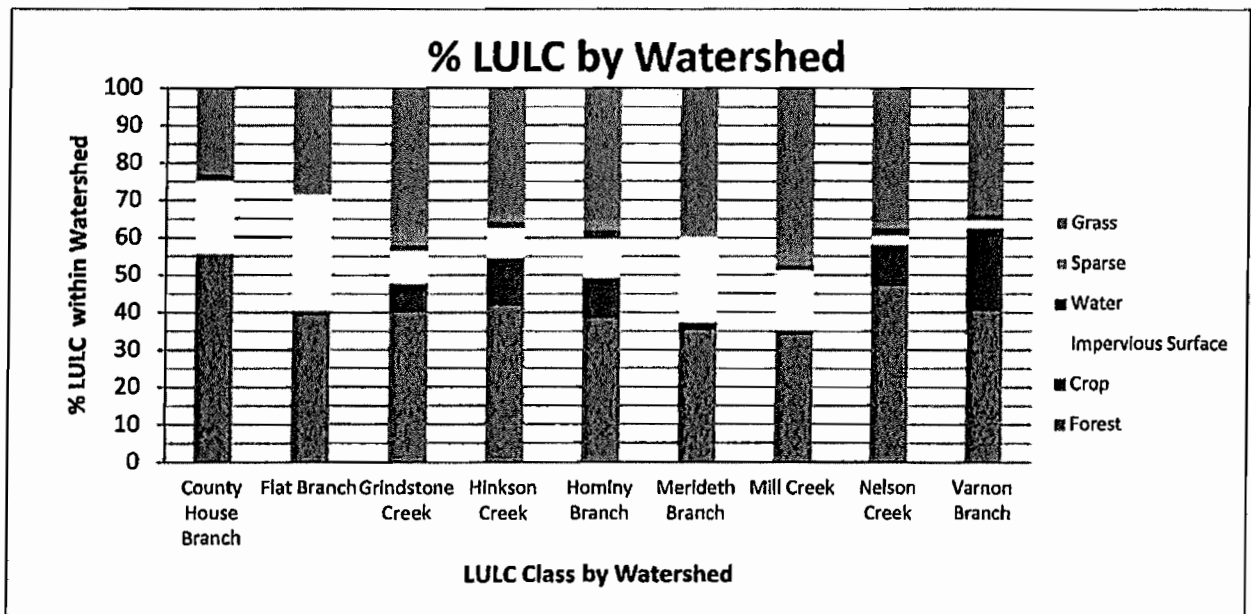 % LULC by Watershed
% LULC within Watershed
100
90
80
70
60
50
40
30
20
10
0
County House Branch
Flat Branch
Grindstone Creek
Hinkson Creek
Hominy Branch
Merideth Branch
Mill Creek
Nelson Creek
Varnon Branch
LULC Class by Watershed
Grass
Sparse
Water
Impervious Surface
Crop
Forest